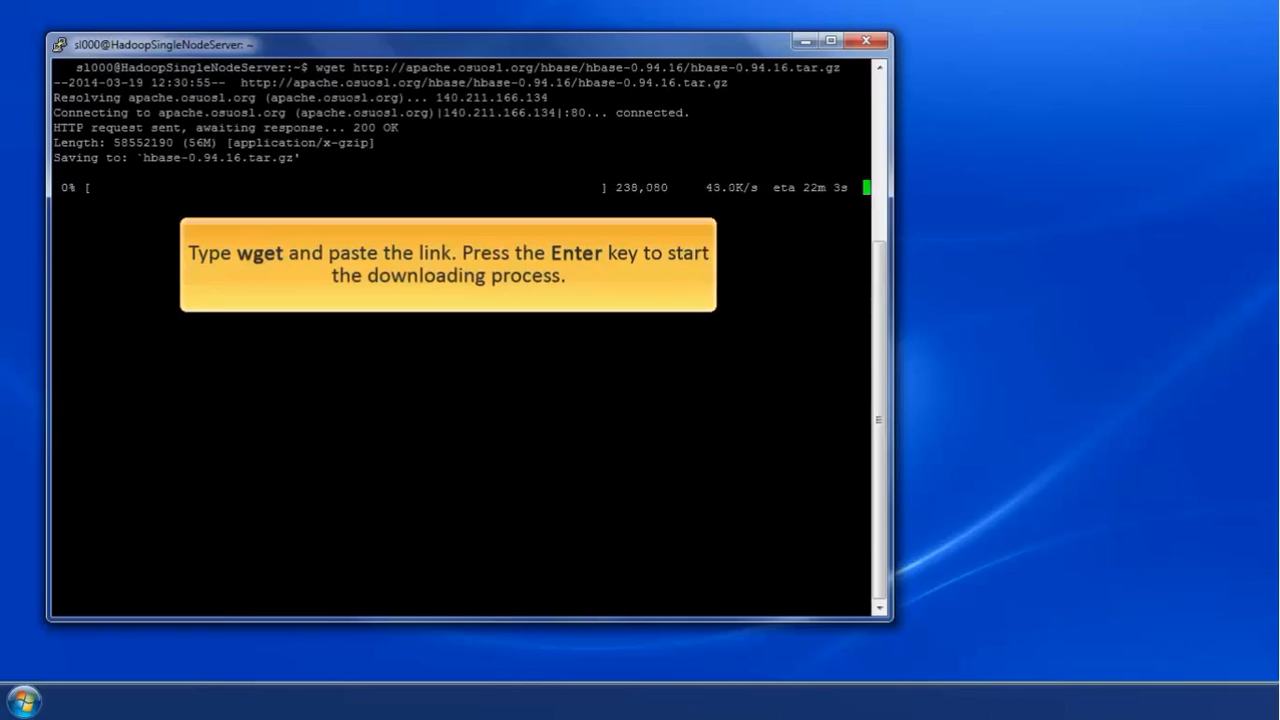 sl000@HadoopSingleNodeServer: ~
sl000@HadoopSingleNodeServer:~$ wget http://apache.osuosl.org/hbase/hbase-0.94.16/hbase-0.94.16.tar.gz
--2014-03-19 12:30:55-- http://apache.osuosl.org/hbase/hbase-0.94.16/hbase-0.94.16.tar.gz
Resolving apache.osuosl.org (apache.osuosl.org)... 140.211.166.134
Connecting to apache.osuosl.org (apache.osuosl.org)|140.211.166.134|:80... connected.
HTTP request sent, awaiting response... 200 OK
Length: 58552190 (56M) [application/x-gzip]
Saving to: `hbase-0.94.16.tar.gz'
0% [ ] 238,080 43.0K/s eta 22m 3s
Type wget and paste the link. Press the Enter key to start
the downloading process.